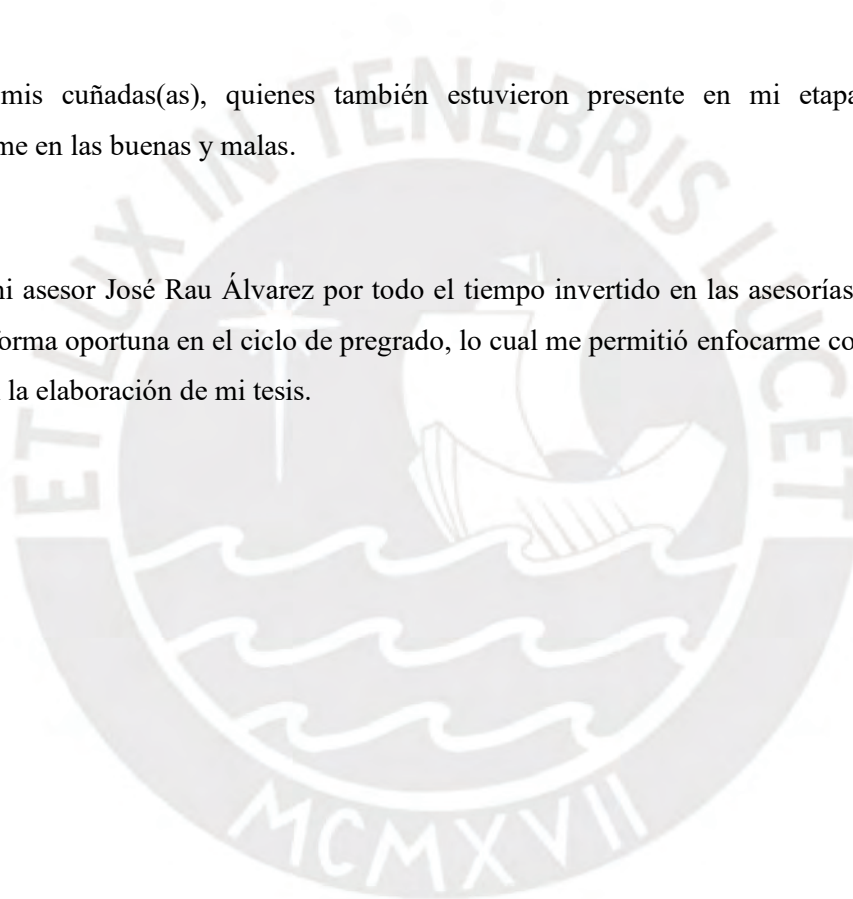 mis cuñadas(as), quienes también estuvieron presente en mi etapa
me en las buenas y malas.
mi asesor José Rau Álvarez por todo el tiempo invertido en las asesorías
forma oportuna en el ciclo de pregrado, lo cual me permitió enfocarme co
la elaboración de mi tesis.
ET LUX IN TENEBRIS LUCET
MCMXVII